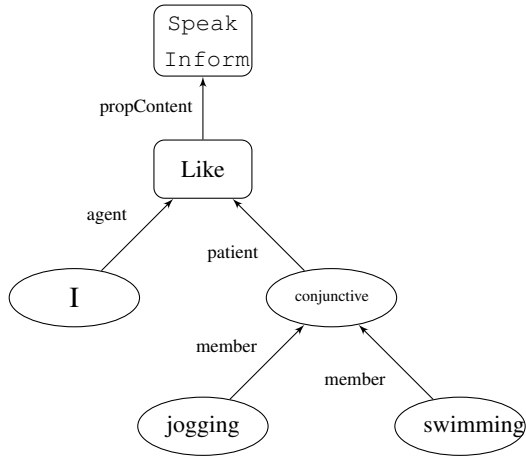 Speak
Inform
propContent
Like
agent
patient
I
conjunctive
member
member
jogging
swimming